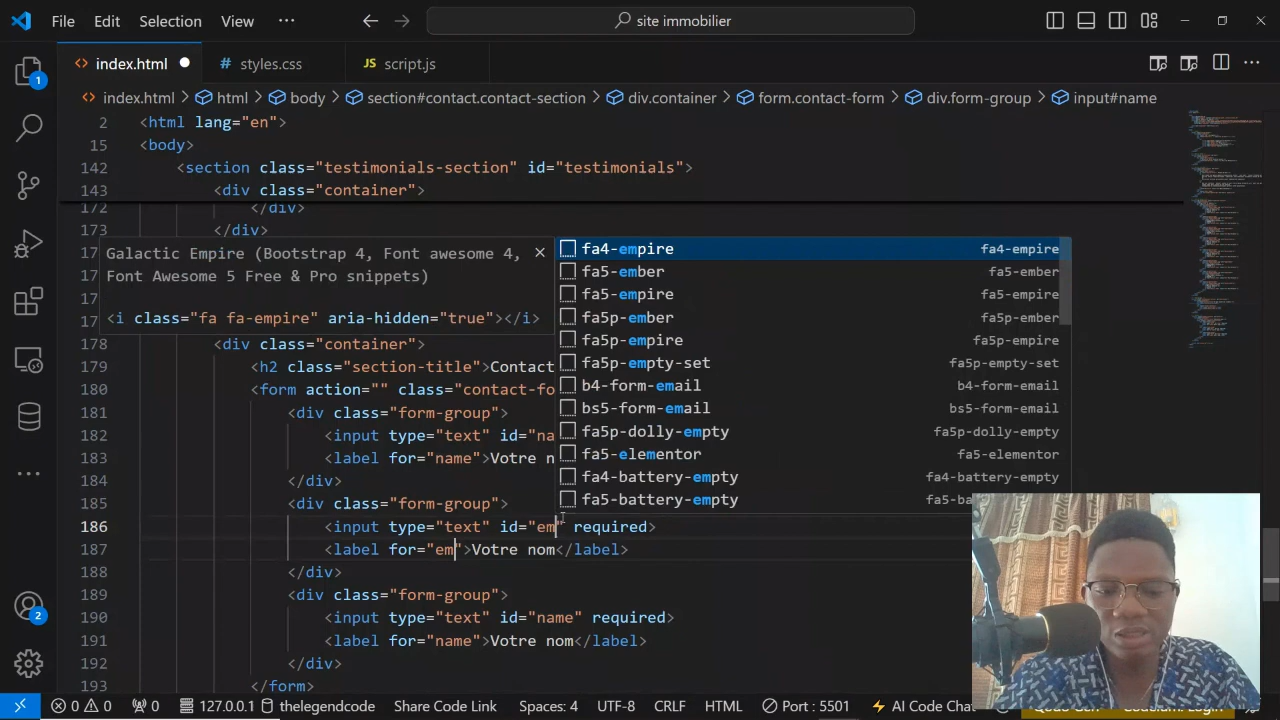 File Edit Selection View ... site immobilier
index.html styles.css JS script.js
index.html > html > body > section#contact.contact-section > div.container > form.contact-form > div.form-group > input#name
2 <html lang="en">
15 <body>
142 <section class="testimonials-section" id="testimonials">
143 <div class="container">
172 </div>
173 </div>
Galactic Empire (Bootstrap 4, Font awesome
Font Awesome 5 Free & Pro snippets)
<i class="fa fa-empire" aria-hidden="true"></i>
fa4-empire fa4-empire
fa5-ember fa5-ember
fa5-empire fa5-empire
fa5p-ember fa5p-ember
fa5p-empire fa5p-empire
fa5p-empty-set fa5p-empty-set
b4-form-email b4-form-email
bs5-form-email bs5-form-email
fa5p-dolly-empty fa5p-dolly-empty
fa5-elementor fa5-elementor
fa4-battery-empty fa4-battery-empty
fa5-battery-empty fa5-ba
178 <div class="container">
179 <h2 class="section-title">Contact
180 <form action="" class="contact-fo
181 <div class="form-group">
182 <input type="text" id="na
183 <label for="name">Votre n
184 </div>
185 <div class="form-group">
186 <input type="text" id="em" required>
187 <label for="em">Votre nom</label>
188 </div>
189 <div class="form-group">
190 <input type="text" id="name" required>
191 <label for="name">Votre nom</label>
192 </div>
193 </form>
0 0 0 127.0.0.1 thelegendcode Share Code Link Spaces: 4 UTF-8 CRLF HTML Port : 5501 AI Code Cha